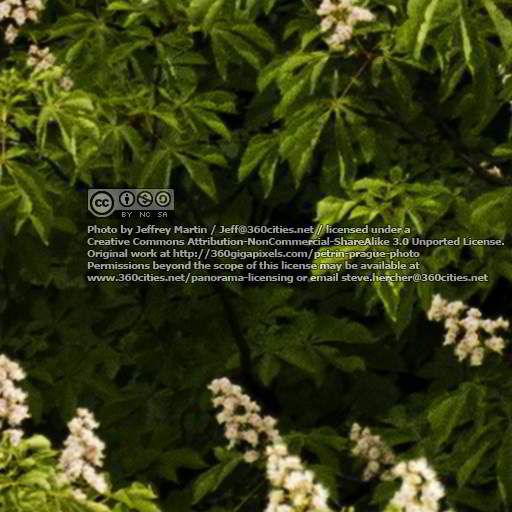 cc BY NC SA
Photo by Jeffrey Martin / Jeff@360cities.net / licensed under a
Creative Commons Attribution-NonCommercial-ShareAlike 3.0 Unported License.
Original work at http://360gigapixels.com/petrin-prague-photo
Permissions beyond the scope of this license may be available at
www.360cities.net/panorama-licensing or email steve.hercher@360cities.net